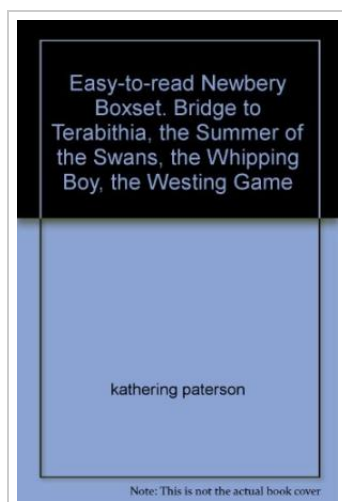 Easy-to-read Newbery
Boxset. Bridge to
Terabithia, the Summer of
the Swans, the Whipping
Boy, the Westing Game
kathering paterson
Note: This is not the actual book cover